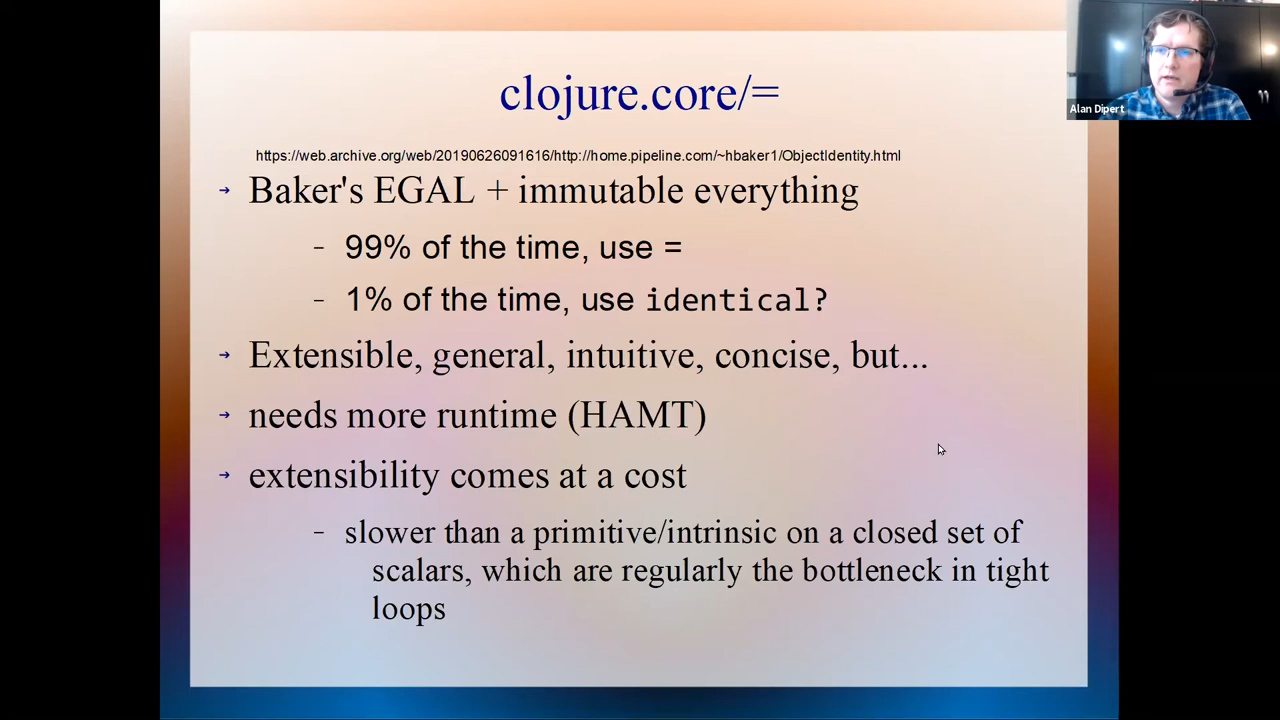 clojure.core/=
Alan Dipert
https://web.archive.org/web/20190626091616/http://home.pipeline.com/~hbaker1/ObjectIdentity.html
→ Baker's EGAL + immutable everything
– 99% of the time, use =
– 1% of the time, use identical?
→ Extensible, general, intuitive, concise, but...
→ needs more runtime (HAMT)
→ extensibility comes at a cost
– slower than a primitive/intrinsic on a closed set of
scalars, which are regularly the bottleneck in tight
loops